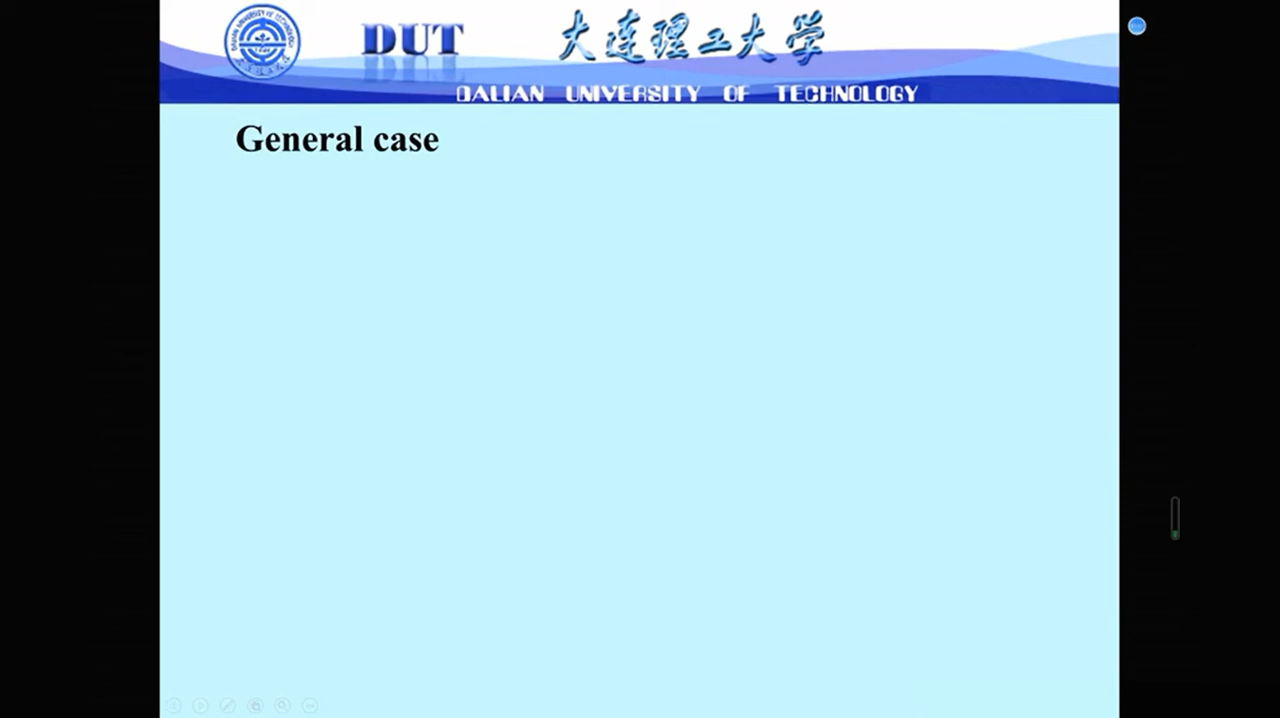 DUT
大连理工大学
DALIAN UNIVERSITY OF TECHNOLOGY
General case